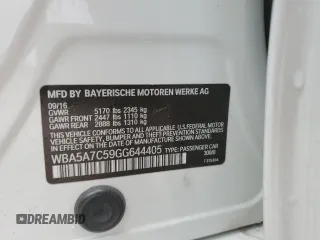 MFD BY BAYERISCHE MOTOREN WERKE AG
09/16
GVWR 5170 lbs 2345 kg
GAWR FRONT 2447 lbs 1110 kg
GAWR REAR 2888 lbs 1310 kg
THIS VEHICLE CONFORMS TO ALL
APPLICABLE U.S. FEDERAL MOTOR
VEHICLE SAFETY, BUMPER AND THEFT
PREVENTION STANDARDS IN EFFECT ON
THE DATE OF MANUFACTURE SHOWN ABOVE.
WBA5A7C59GG644405 TYPE: PASSENGER CAR
DREAMBID